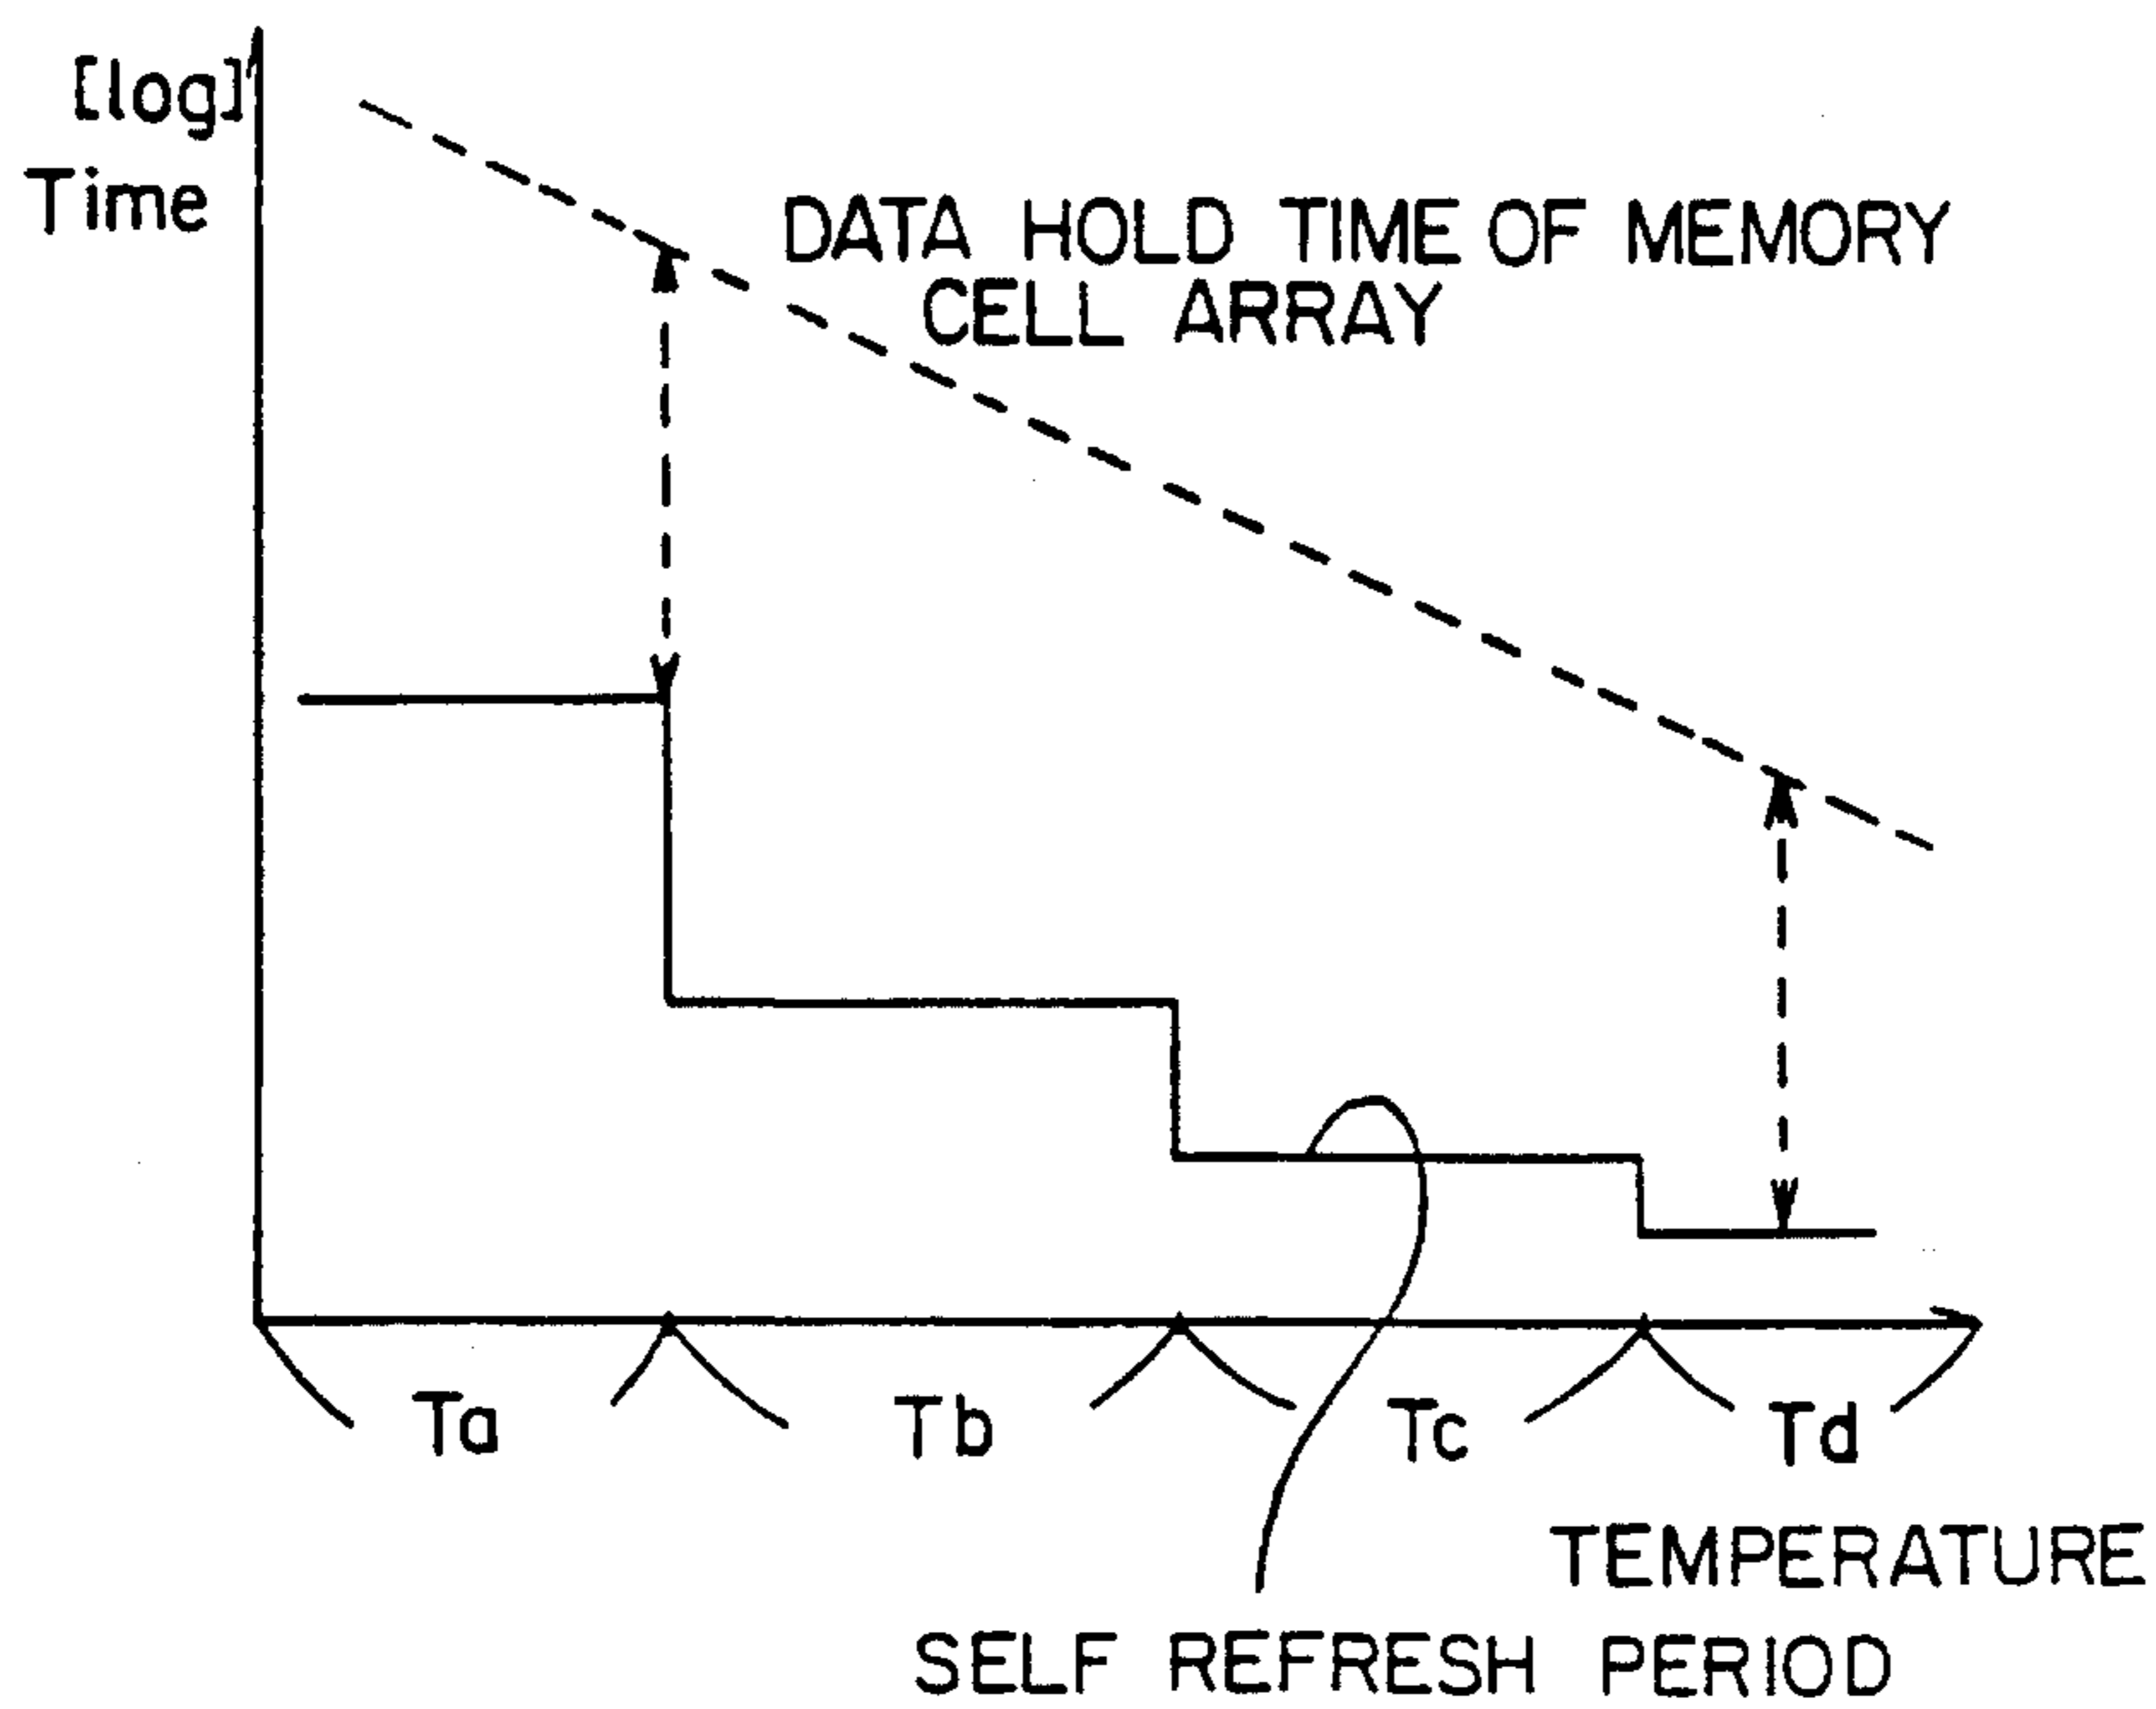 [log]
Time
DATA HOLD TIME OF MEMORY
CELL ARRAY
Ta Tb Tc Td
TEMPERATURE
SELF REFRESH PERIOD